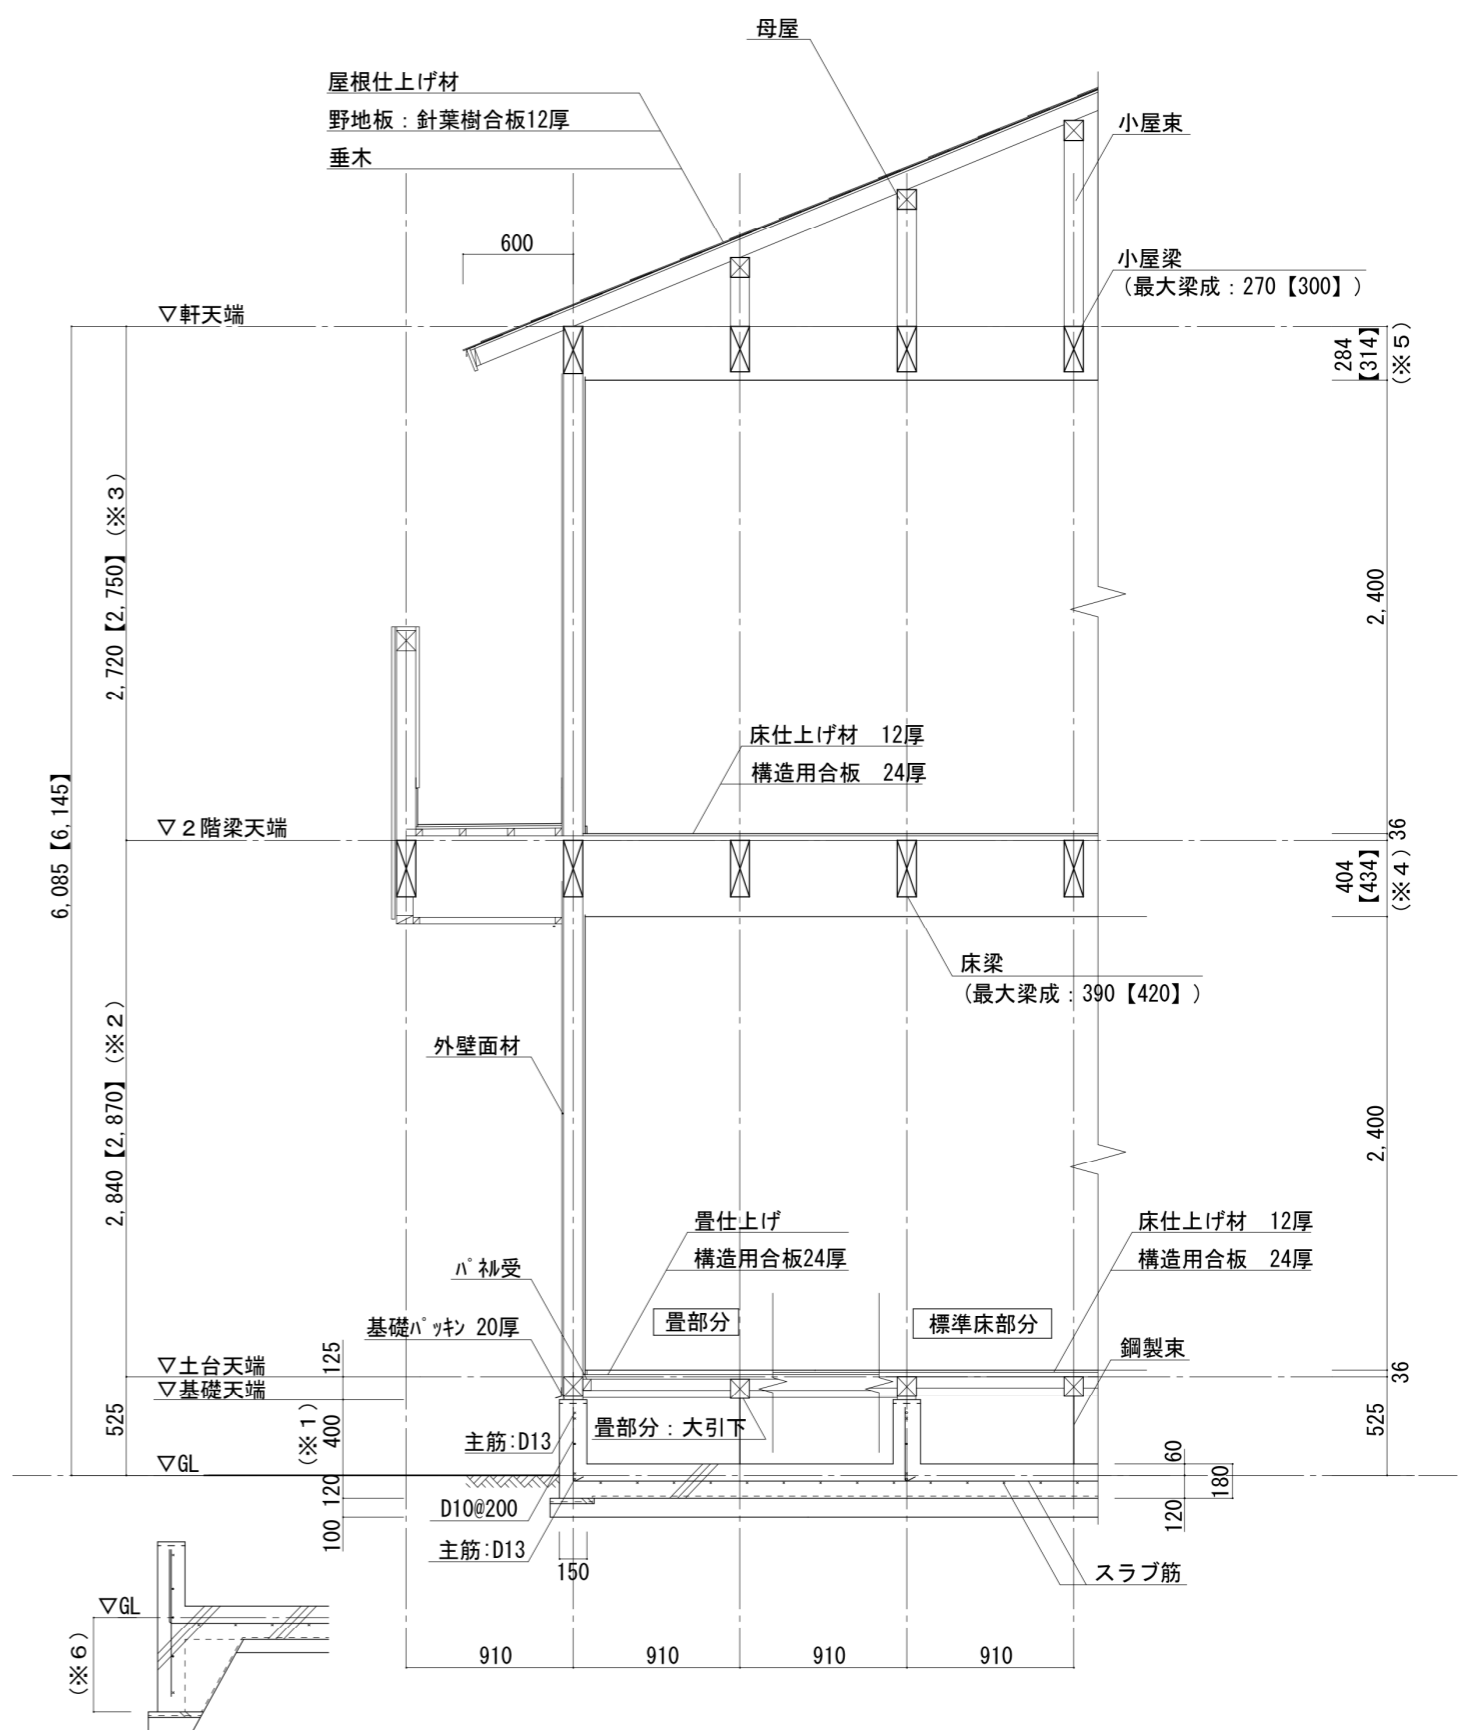 母屋
屋根仕上げ材
野地板：針葉樹合板12厚
垂木
小屋束
600
小屋梁
（最大梁成：270【300】）
▽軒天端
284
【314】
（※５）
2,720【2,750】（※３）
2,400
6,085【6,145】
床仕上げ材　12厚
構造用合板　24厚
▽２階梁天端
36
404
【434】
（※４）
床梁
（最大梁成：390【420】）
外壁面材
2,840【2,870】（※２）
2,400
畳仕上げ
構造用合板24厚
床仕上げ材　12厚
構造用合板　24厚
ﾊﾟﾈﾙ受
基礎ﾊﾟｯｷﾝ 20厚
畳部分
標準床部分
鋼製束
▽土台天端
▽基礎天端
125
36
525
（※１）
400
主筋:D13
畳部分：大引下
525
▽GL
60
180
120
120
100
D10@200
主筋:D13
150
スラブ筋
▽GL
（※６）
910
910
910
910